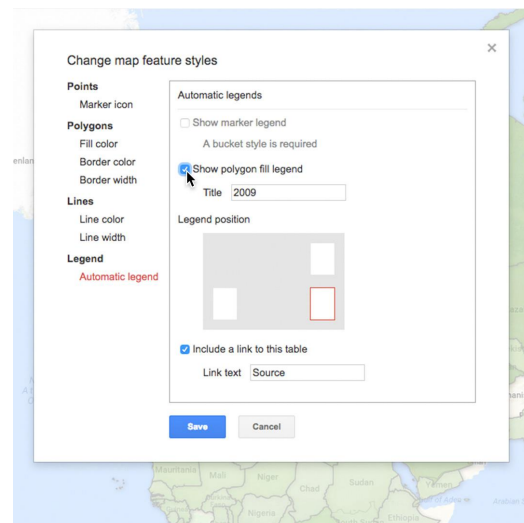 Change map feature styles
×
Points
Marker icon
Polygons
Fill color
Border color
Border width
Lines
Line color
Line width
Legend
Automatic legend
Automatic legends
Show marker legend
A bucket style is required
Show polygon fill legend
Title 2009
Legend position
Include a link to this table
Link text Source
Save Cancel
Mauritania
Mali
Niger
Chad
Sudan
Yemen
Nigeria
Ethiopia